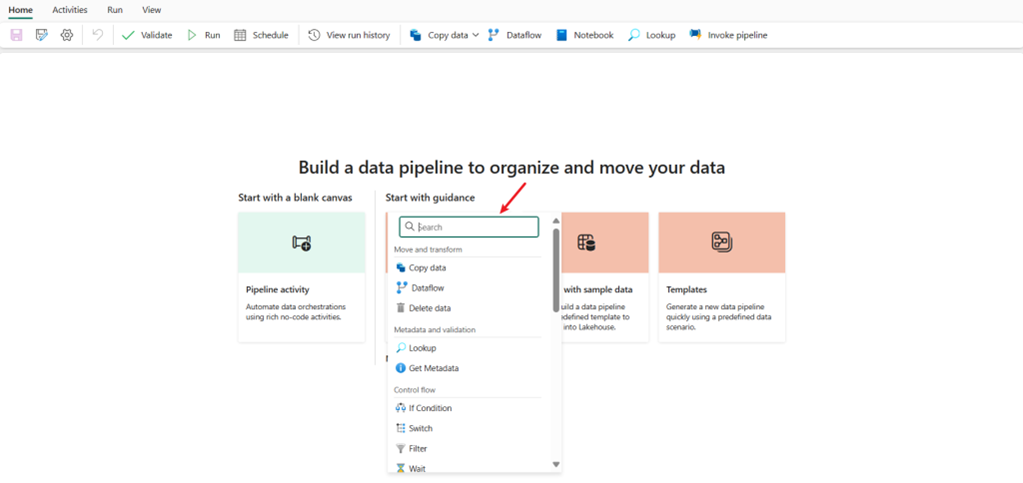 Home Activities Run View
Validate Run Schedule View run history Copy data Dataflow Notebook Lookup Invoke pipeline
Build a data pipeline to organize and move your data
Start with a blank canvas
Start with guidance
Pipeline activity
Automate data orchestrations
using rich no-code activities.
Search
Move and transform
Copy data
Dataflow
Delete data
Metadata and validation
Lookup
Get Metadata
Control flow
If Condition
Switch
Filter
Wait
with sample data
uild a data pipeline
defined template to
into Lakehouse.
Templates
Generate a new data pipeline
quickly using a predefined data
scenario.